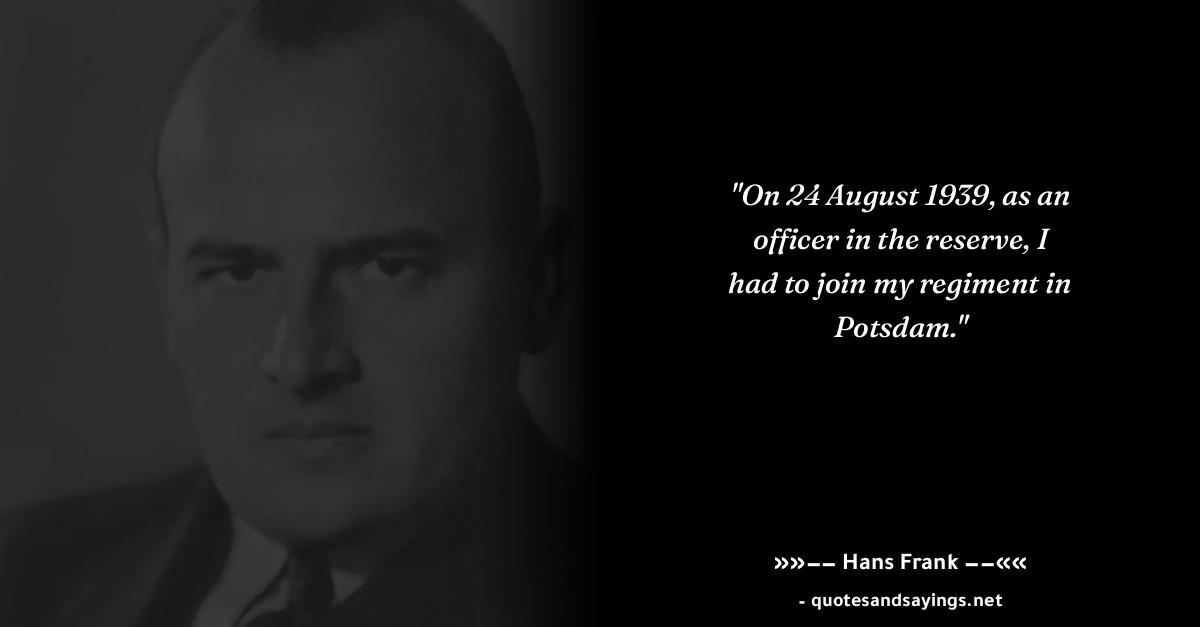 "On 24 August 1939, as an
officer in the reserve, I
had to join my regiment in
Potsdam."
»»–– Hans Frank ––««
- quotesandsayings.net